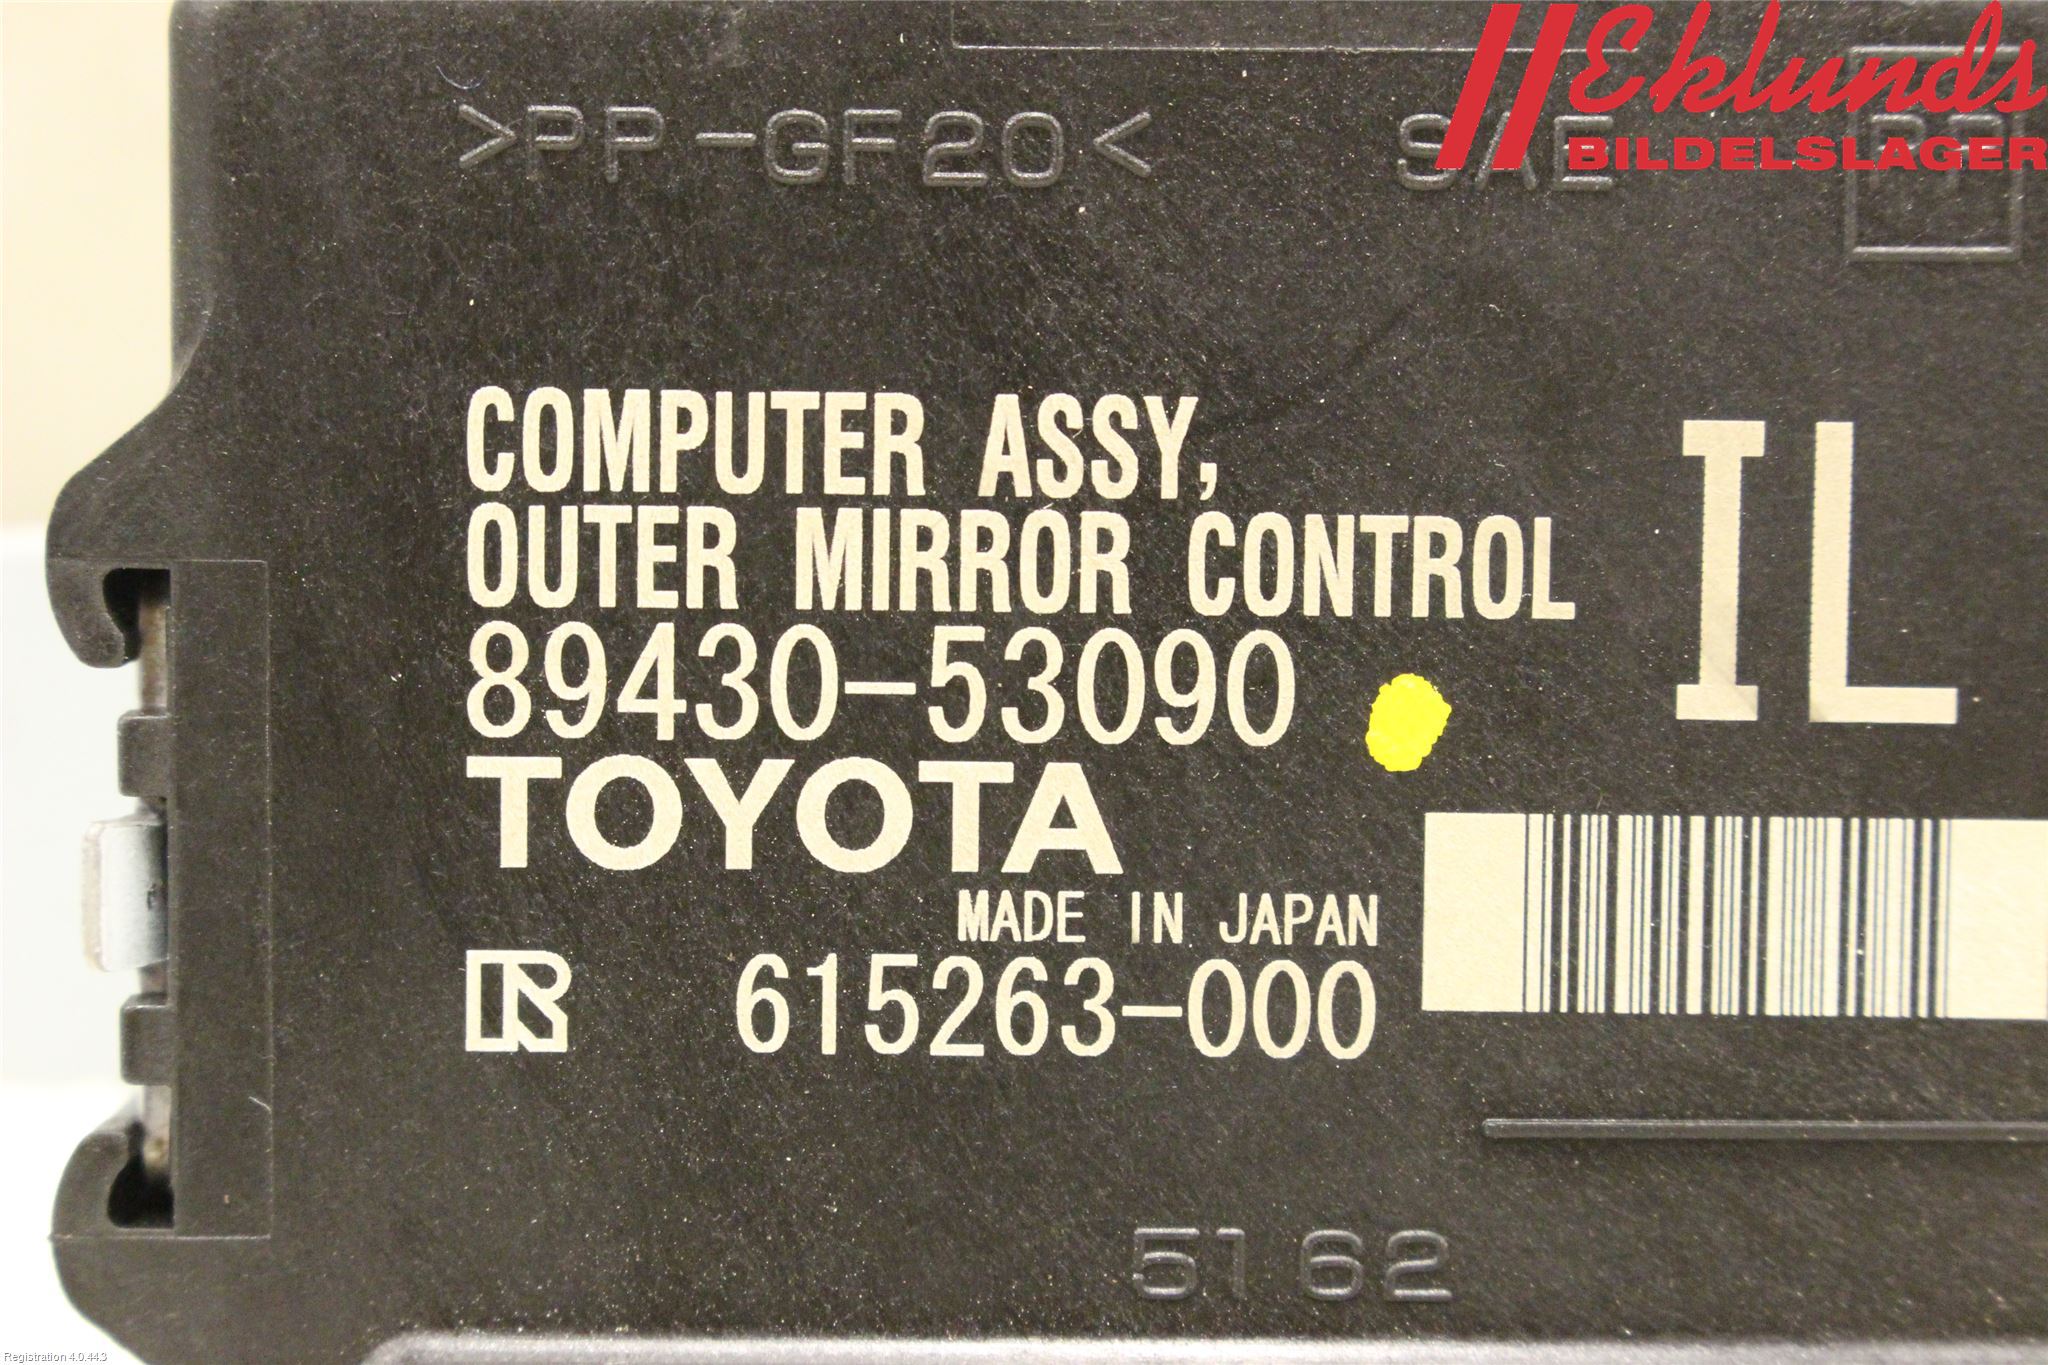 Eklunds
BILDELSLAGER
>PP-GF20<
SAE
COMPUTER ASSY,
OUTER MIRROR CONTROL
IL
89430-53090
TOYOTA
MADE IN JAPAN
R 615263-000
5162
Registration 4.0.44.3